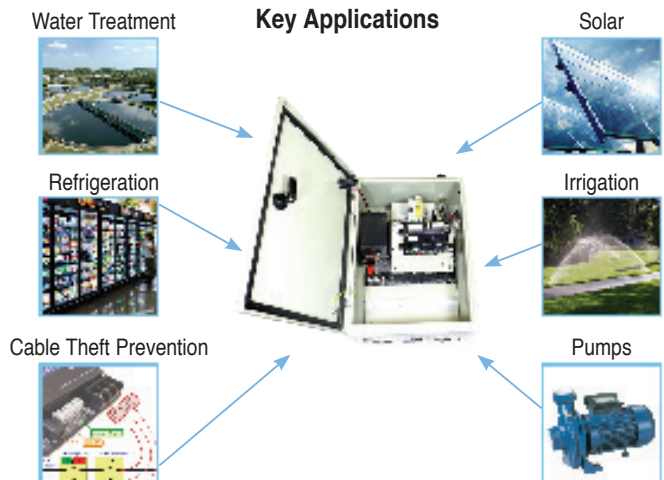 Key Applications
Water Treatment
Solar
Refrigeration
Irrigation
Cable Theft Prevention
Pumps